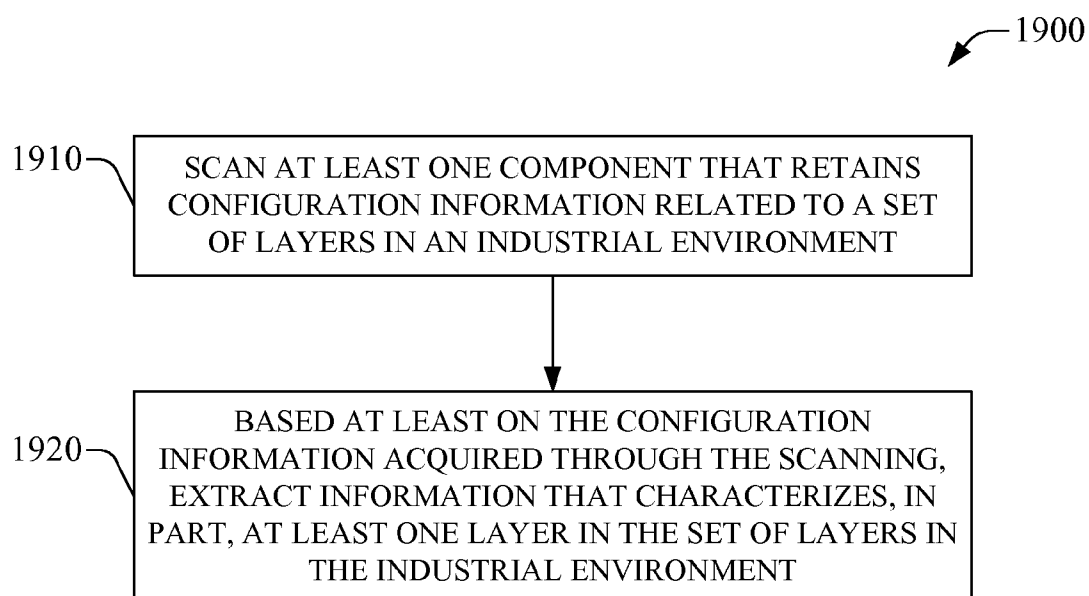 1900
1910
SCAN AT LEAST ONE COMPONENT THAT RETAINS
CONFIGURATION INFORMATION RELATED TO A SET
OF LAYERS IN AN INDUSTRIAL ENVIRONMENT
1920
BASED AT LEAST ON THE CONFIGURATION
INFORMATION ACQUIRED THROUGH THE SCANNING,
EXTRACT INFORMATION THAT CHARACTERIZES, IN
PART, AT LEAST ONE LAYER IN THE SET OF LAYERS IN
THE INDUSTRIAL ENVIRONMENT